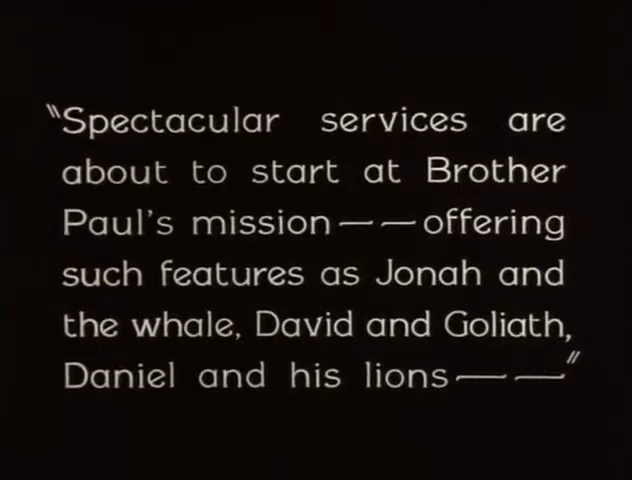 "Spectacular services are
about to start at Brother
Paul's mission — — offering
such features as Jonah and
the whale, David and Goliath,
Daniel and his lions — — "